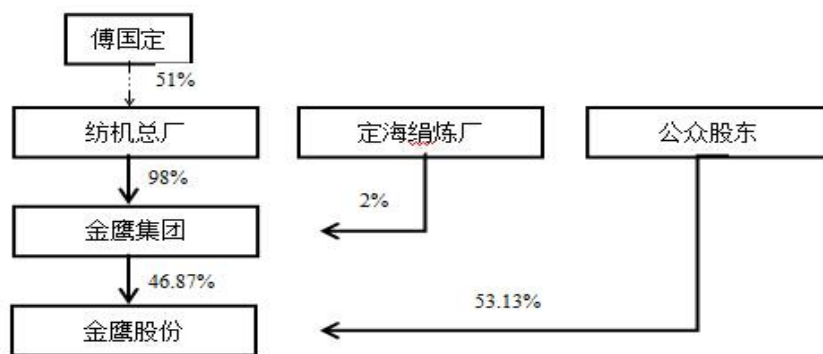 傅国定
51%
纺机总厂
定海绢炼厂
公众股东
98%
2%
金鹰集团
46.87%
53.13%
金鹰股份